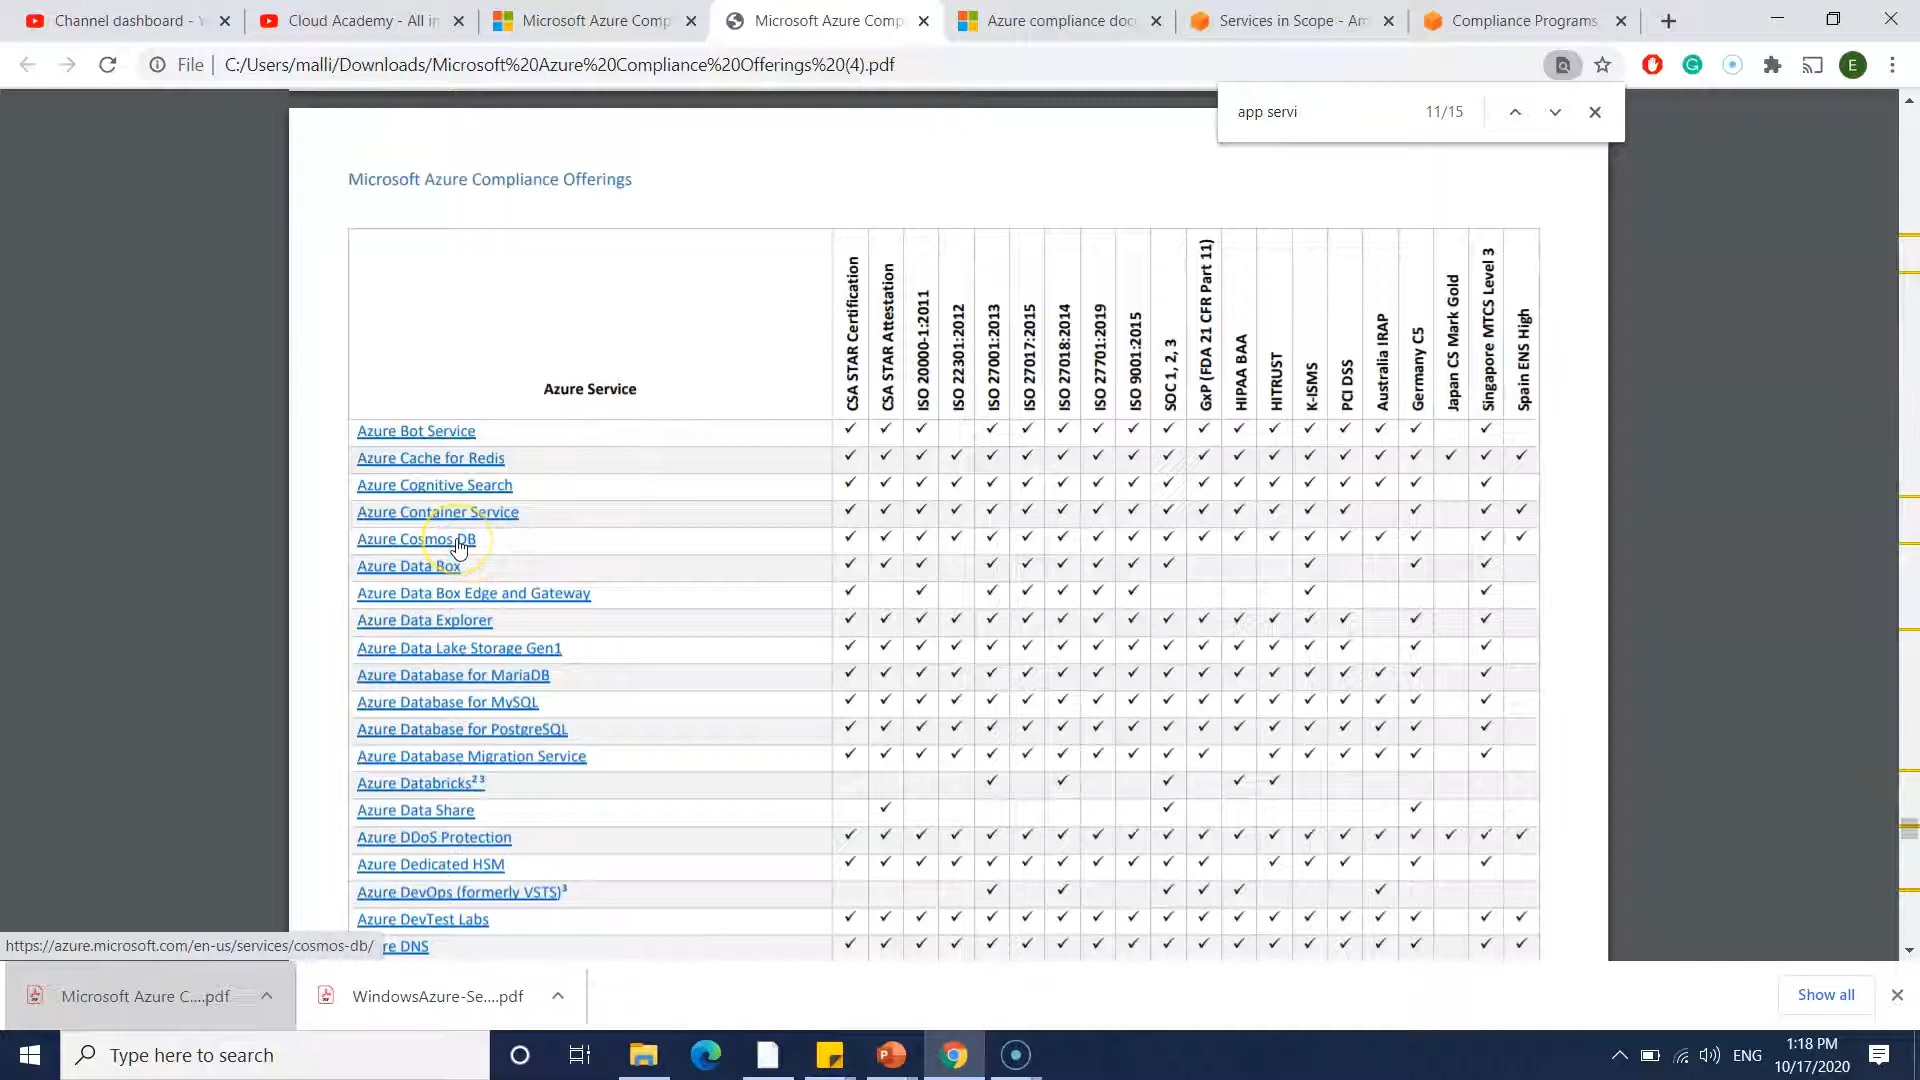 Channel dashboard - Y
Cloud Academy - All in
Microsoft Azure Comp
Microsoft Azure Comp
Azure compliance doc
Services in Scope - Am
Compliance Programs
File
C:/Users/malli/Downloads/Microsoft%20Azure%20Compliance%20Offerings%20(4).pdf
E
app servi
11/15
Microsoft Azure Compliance Offerings
Azure Service
CSA STAR Certification
CSA STAR Attestation
ISO 20000-1:2011
ISO 22301:2012
ISO 27001:2013
ISO 27017:2015
ISO 27018:2014
ISO 27701:2019
ISO 9001:2015
SOC 1, 2, 3
GxP (FDA 21 CFR Part 11)
HIPAA BAA
HITRUST
K-ISMS
PCI DSS
Australia IRAP
Germany C5
Japan CS Mark Gold
Singapore MTCS Level 3
Spain ENS High
Azure Bot Service
Azure Cache for Redis
Azure Cognitive Search
Azure Container Service
Azure Cosmos DB
Azure Data Box
Azure Data Box Edge and Gateway
Azure Data Explorer
Azure Data Lake Storage Gen1
Azure Database for MariaDB
Azure Database for MySQL
Azure Database for PostgreSQL
Azure Database Migration Service
Azure Databricks²³
Azure Data Share
Azure DDoS Protection
Azure Dedicated HSM
Azure DevOps (formerly VSTS)³
Azure DevTest Labs
https://azure.microsoft.com/en-us/services/cosmos-db/
re DNS
Microsoft Azure C....pdf
WindowsAzure-Se....pdf
Show all
Type here to search
ENG
1:18 PM
10/17/2020